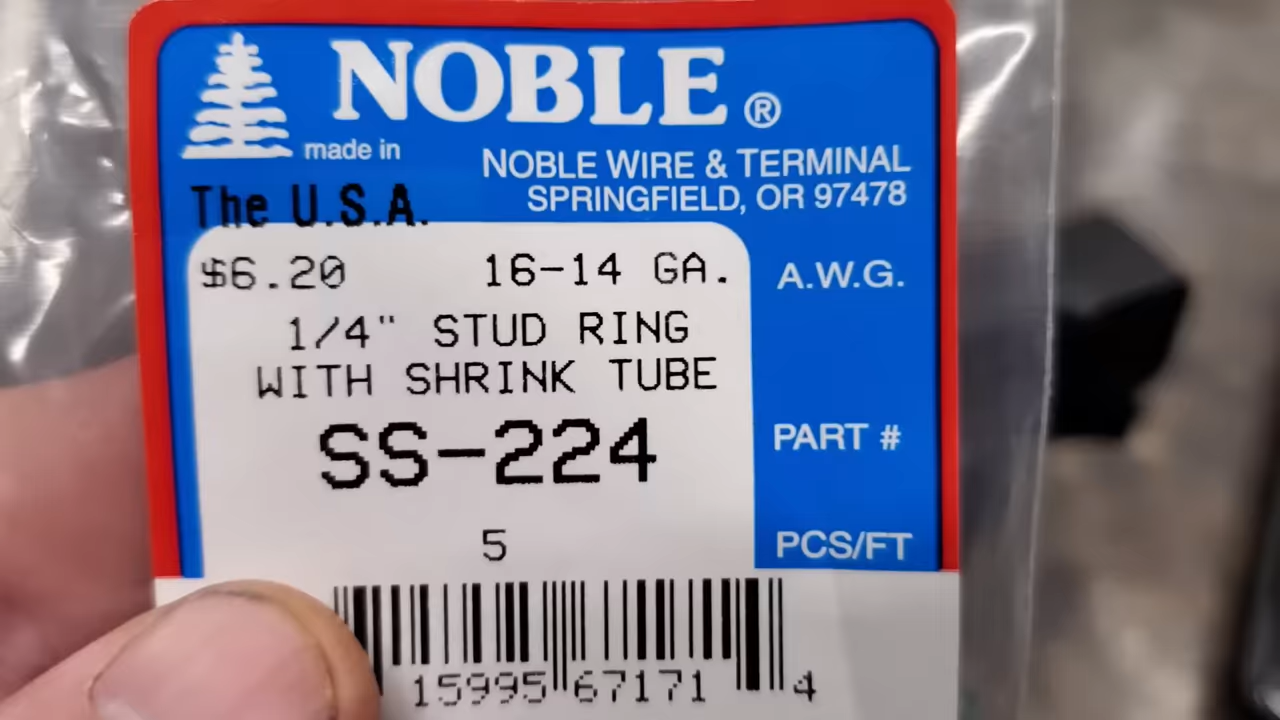 NOBLE®
made in
The U.S.A.
NOBLE WIRE & TERMINAL
SPRINGFIELD, OR 97478
$6.20 16-14 GA. A.W.G.
1/4" STUD RING
WITH SHRINK TUBE
SS-224 PART #
5 PCS/FT
15995 67171 4